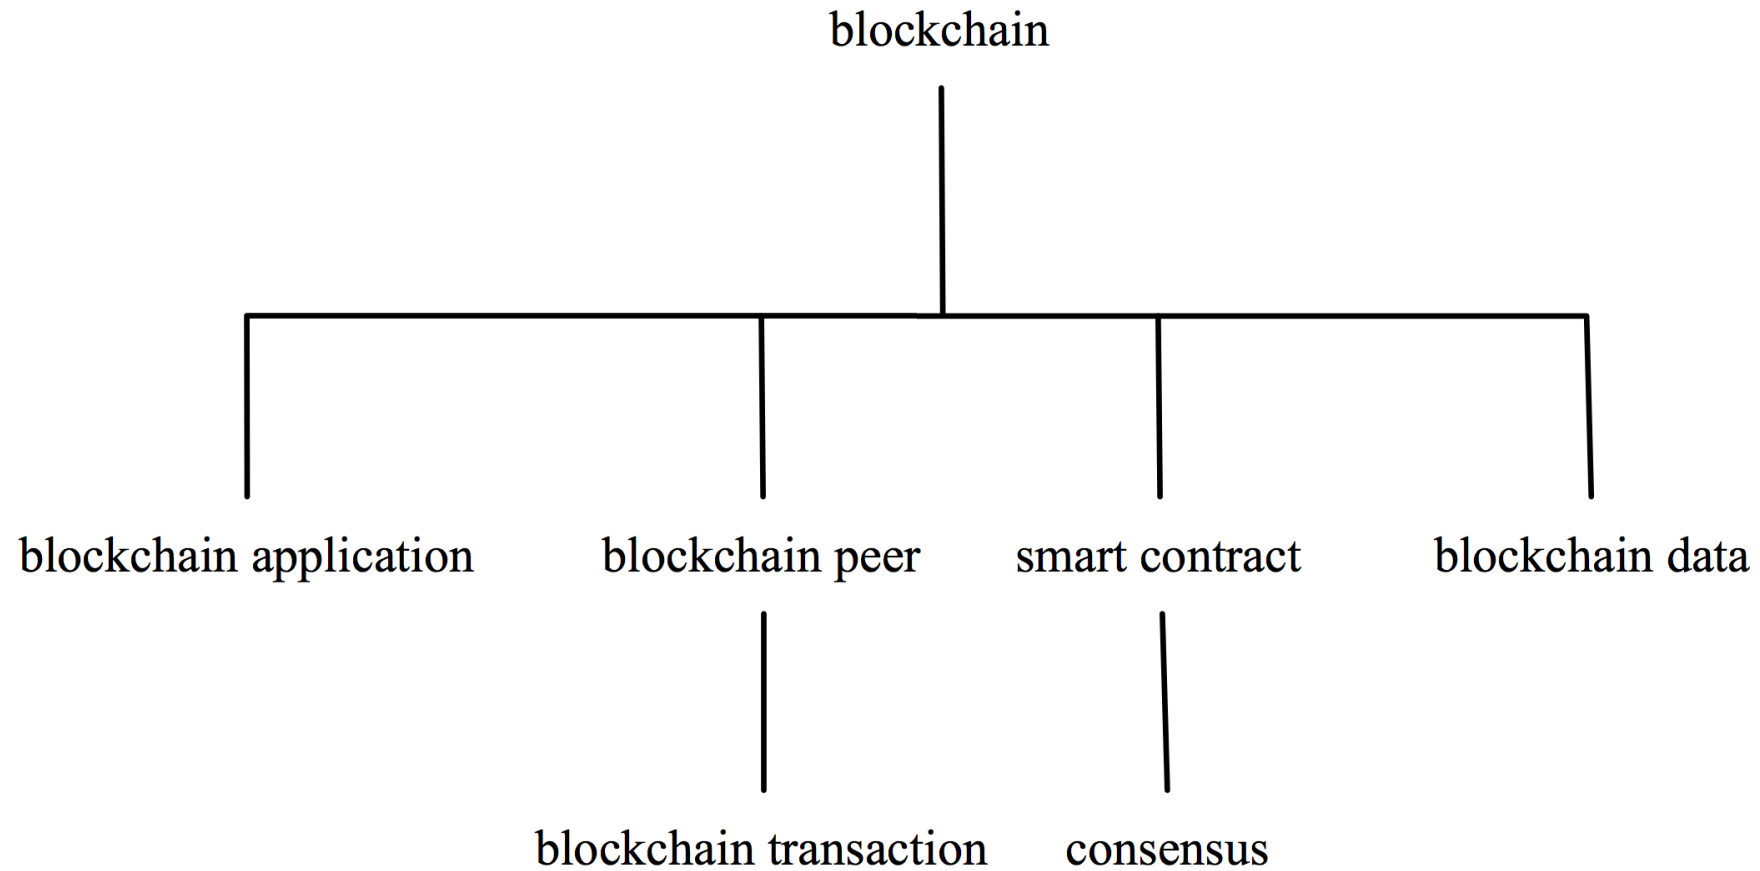 blockchain
blockchain application
blockchain peer
smart contract
blockchain data
blockchain transaction
consensus